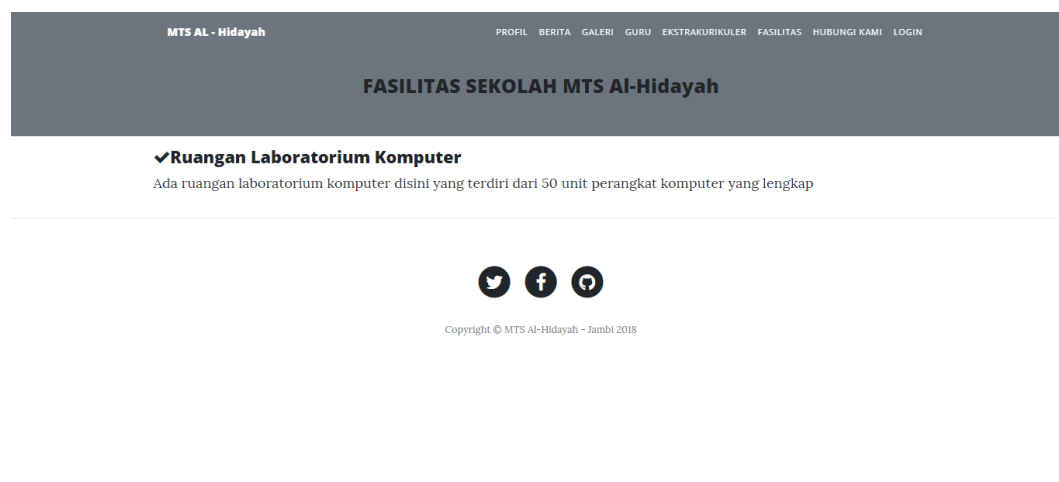 MTS AL - Hidayah
PROFIL BERITA GALERI GURU EKSTRAKURIKULER FASILITAS HUBUNGI KAMI LOGIN
FASILITAS SEKOLAH MTS Al-Hidayah
Ruangan Laboratorium Komputer
Ada ruangan laboratorium komputer disini yang terdiri dari 50 unit perangkat komputer yang lengkap
Copyright © MTS Al-Hidayah - Jambi 2018